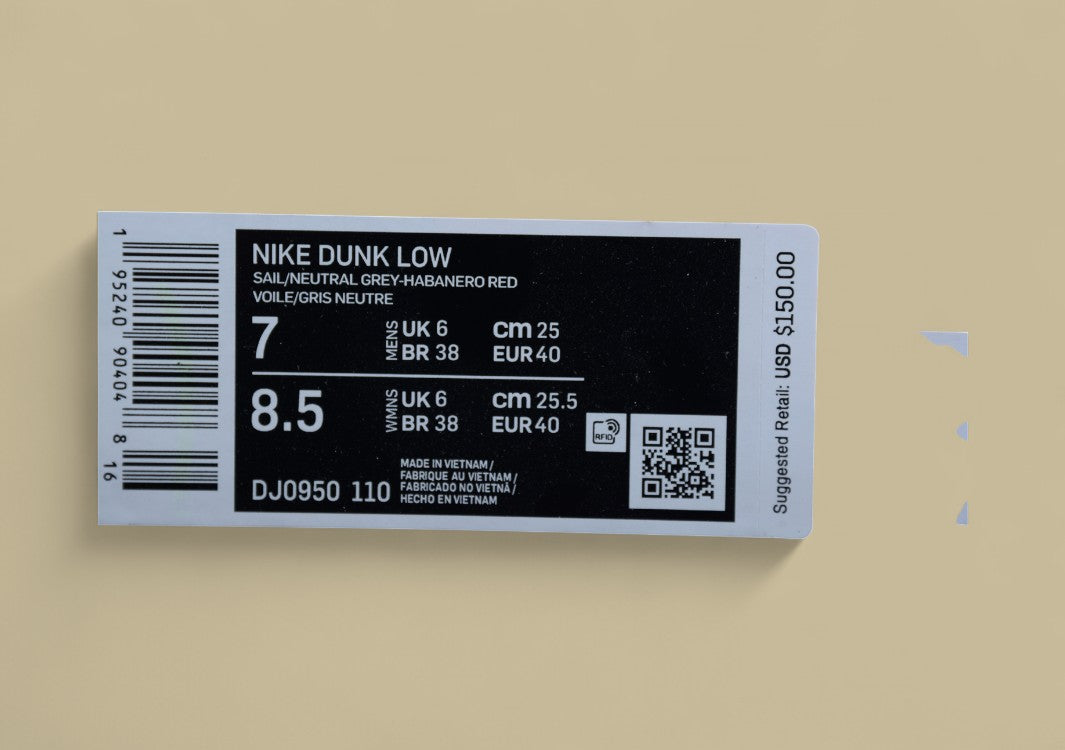 NIKE DUNK LOW
SAIL/NEUTRAL GREY-HABANERO RED
VOILE/GRIS NEUTRE
7 MENS UK 6 cm 25
BR 38 EUR 40
8.5 WMNS UK 6 cm 25.5
BR 38 EUR 40
RFID
DJ0950 110
MADE IN VIETNAM /
FABRIQUE AU VIETNAM /
FABRICADO NO VIETNÃ /
HECHO EN VIETNAM
1 95240 90404 8 16
Suggested Retail: USD $150.00